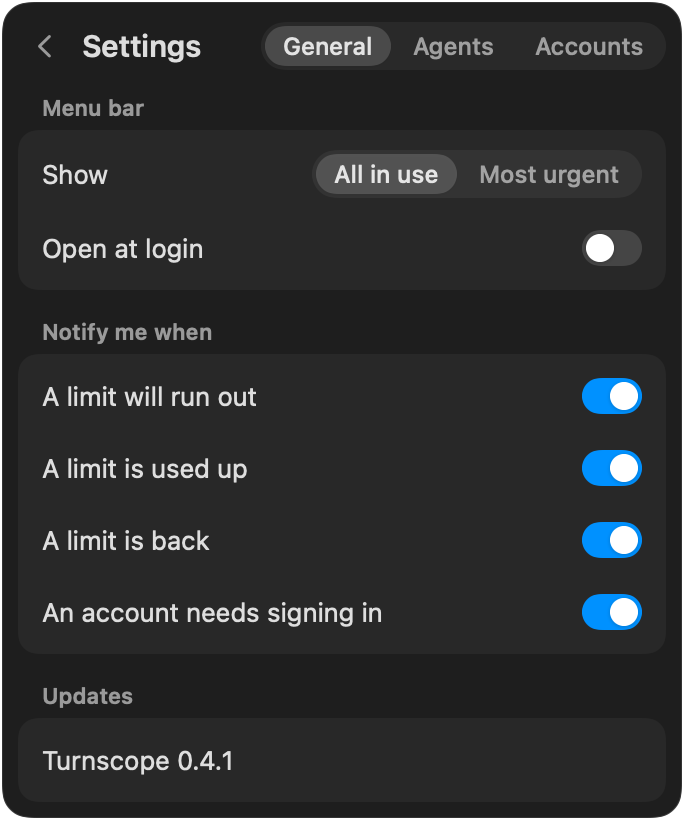 Settings General Agents Accounts
Menu bar
Show All in use Most urgent
Open at login
Notify me when
A limit will run out
A limit is used up
A limit is back
An account needs signing in
Updates
Turnscope 0.4.1